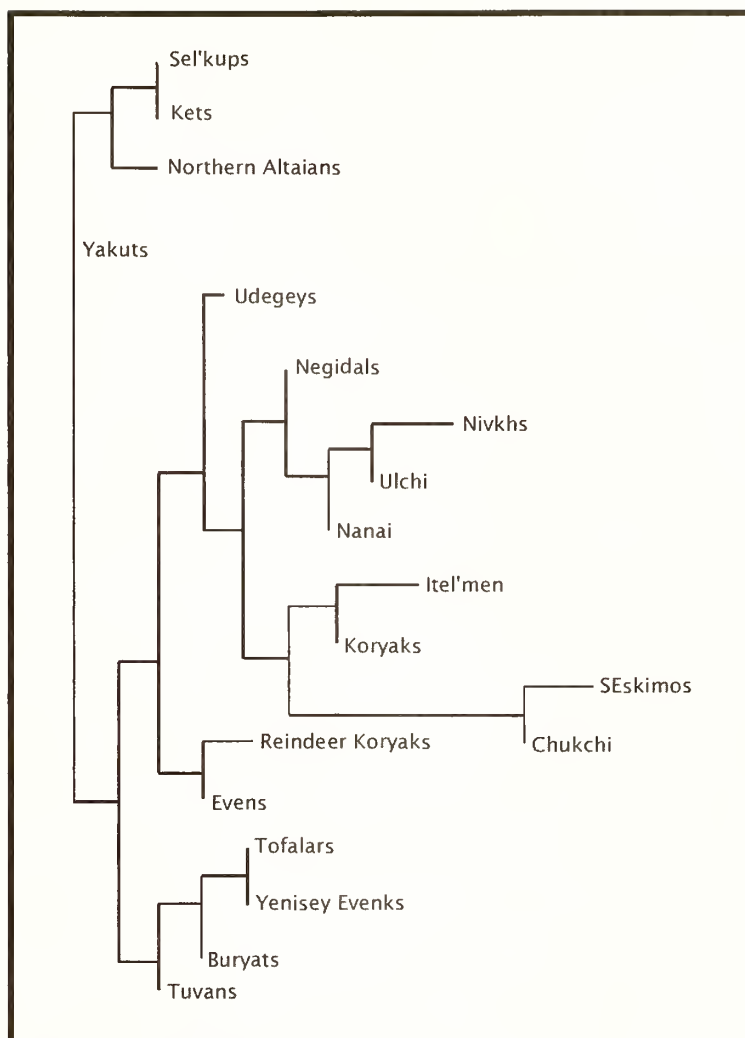 Sel'kups
Kets
Northern Altaians
Yakuts
Udegeys
Negidals
Nivkhs
Ulchi
Nanai
Itel'men
Koryaks
SEskimos
Chukchi
Reindeer Koryaks
Evens
Tofalars
Yenisey Evenks
Buryats
Tuvans